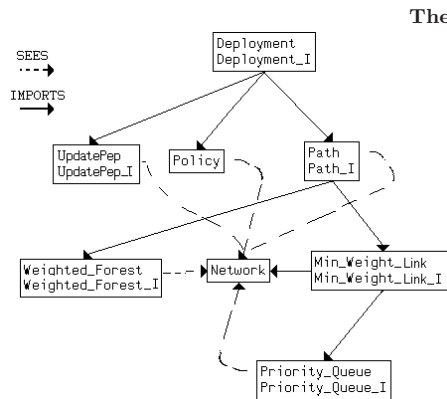 The
Deployment
Deployment_I
SEES
IMPORTS
UpdatePep
UpdatePep_I
Policy
Path
Path_I
Weighted_Forest
Weighted_Forest_I
Network
Min_Weight_Link
Min_Weight_Link_I
Priority_Queue
Priority_Queue_I